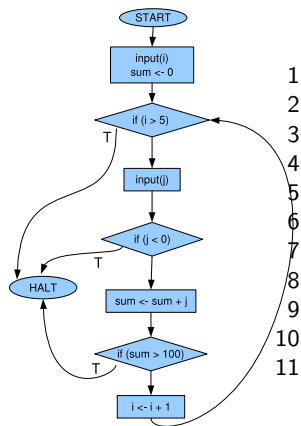 START
input(i)
sum <- 0
if (i > 5)
T
input(j)
if (j < 0)
T
HALT
sum <- sum + j
if (sum > 100)
T
i <- i + 1
1
2
3
4
5
6
7
8
9
10
11